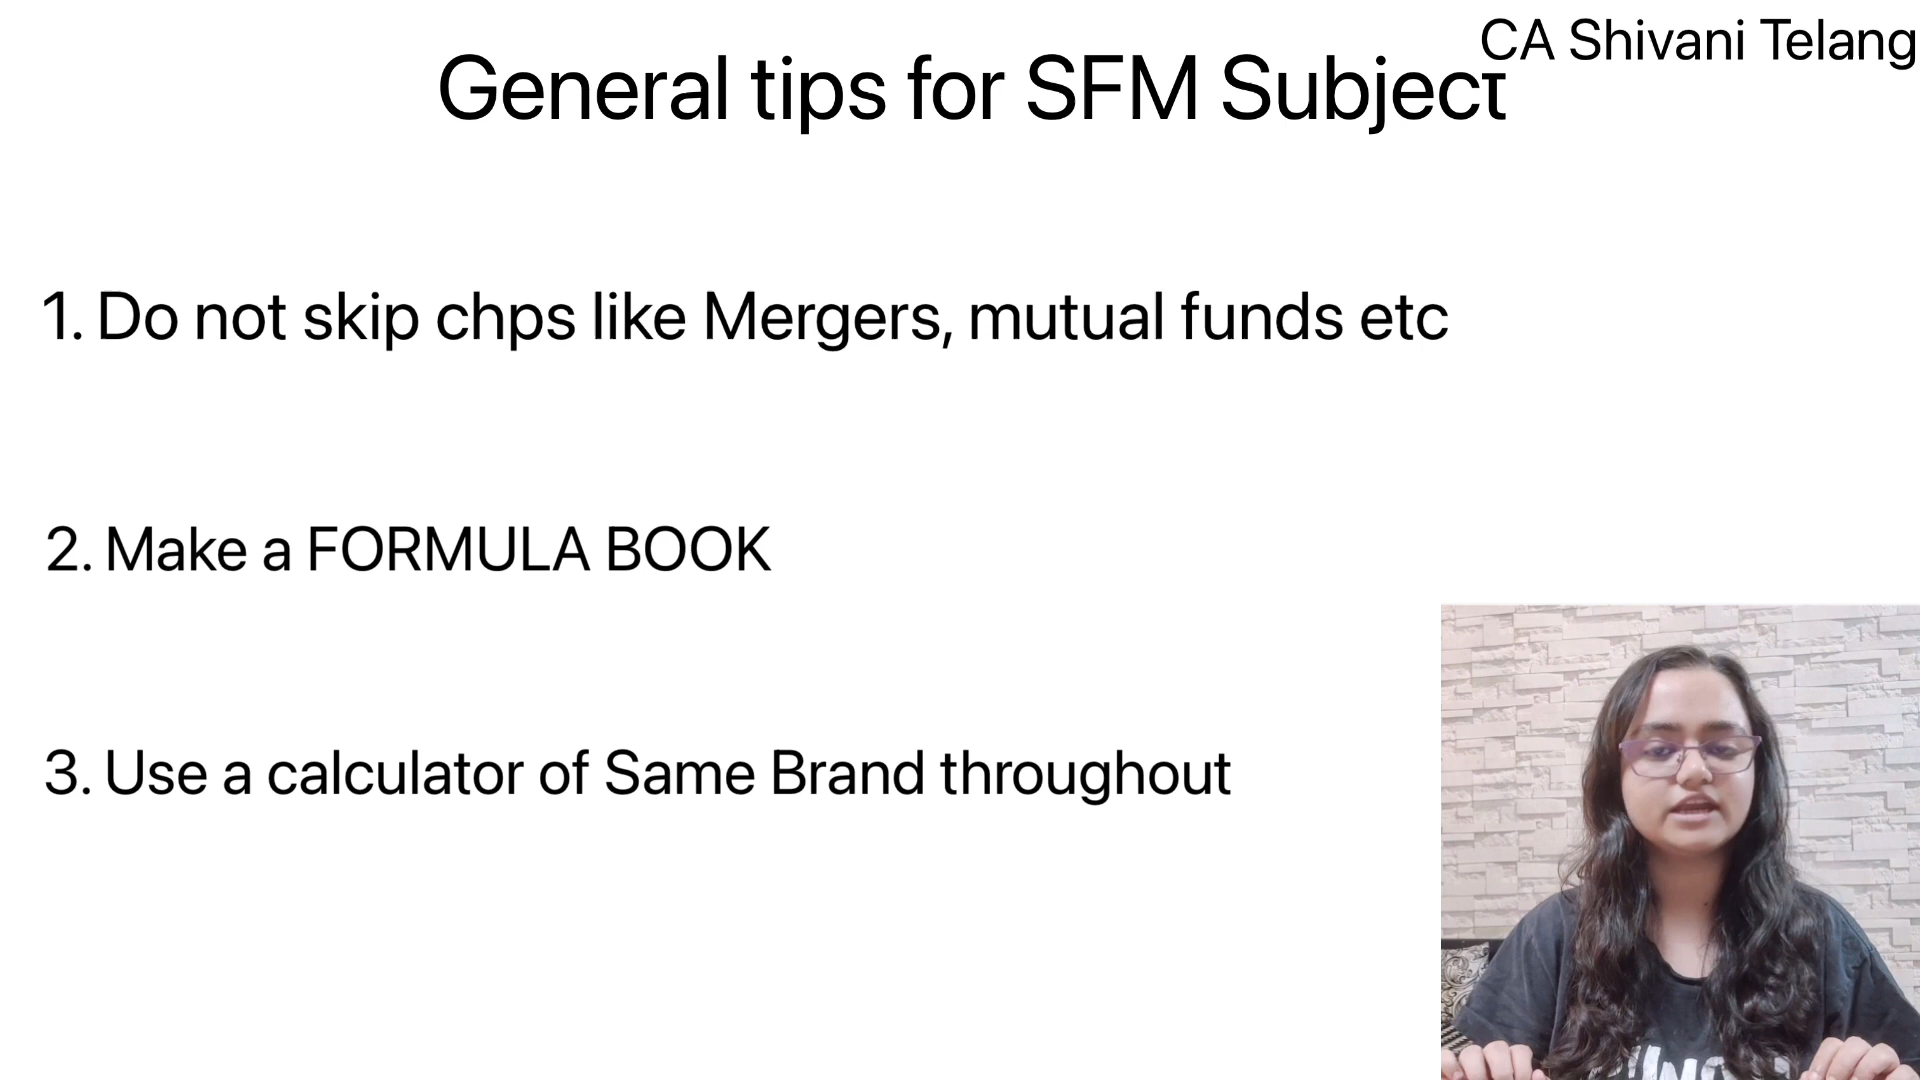 CA Shivani Telang
General tips for SFM Subject
1. Do not skip chps like Mergers, mutual funds etc
2. Make a FORMULA BOOK
3. Use a calculator of Same Brand throughout